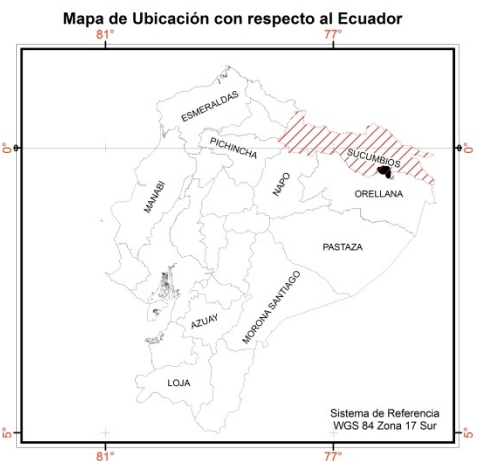 Mapa de Ubicación con respecto al Ecuador
81° 77°
ESMERALDAS
PICHINCHA
0° 0°
SUCUMBIOS
MANABI
NAPO
ORELLANA
PASTAZA
MORONA SANTIAGO
AZUAY
LOJA
Sistema de Referencia
WGS 84 Zona 17 Sur
5° 5°
81° 77°